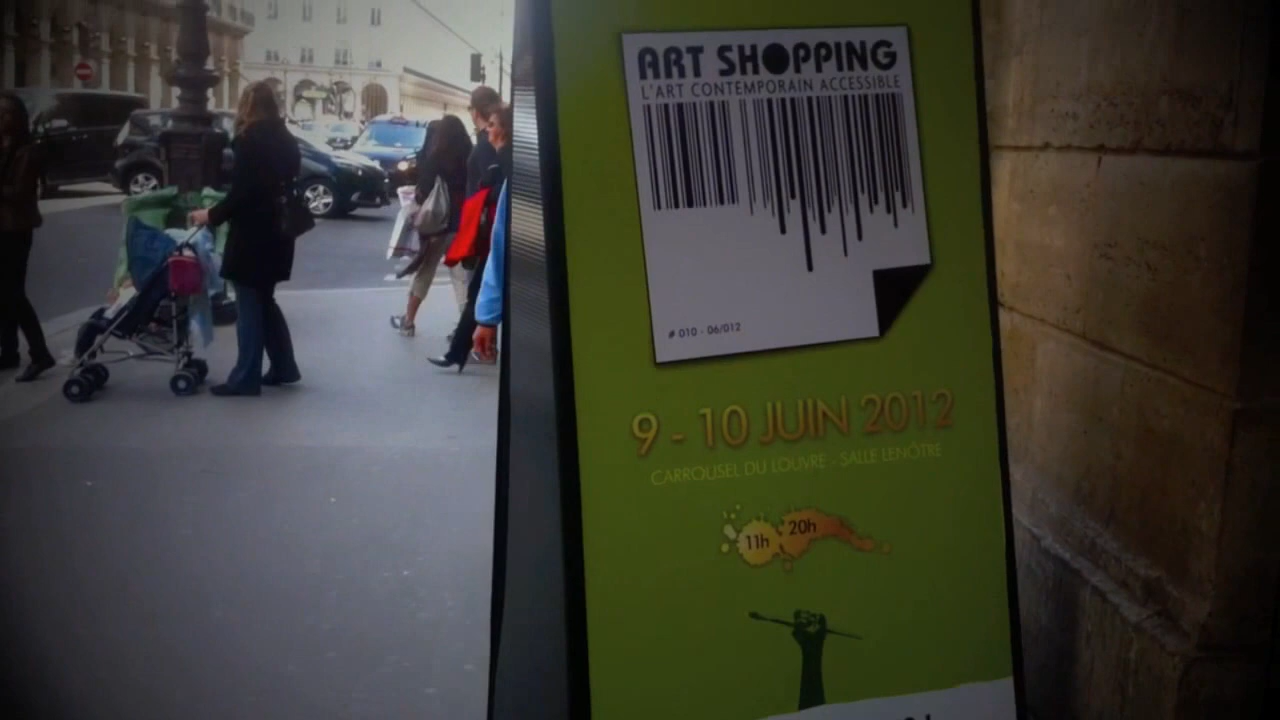 ART SHOPPING
L'ART CONTEMPORAIN ACCESSIBLE
# 010 - 06/012
9 - 10 JUIN 2012
CARROUSEL DU LOUVRE - SALLE LENÔTRE
11h 20h